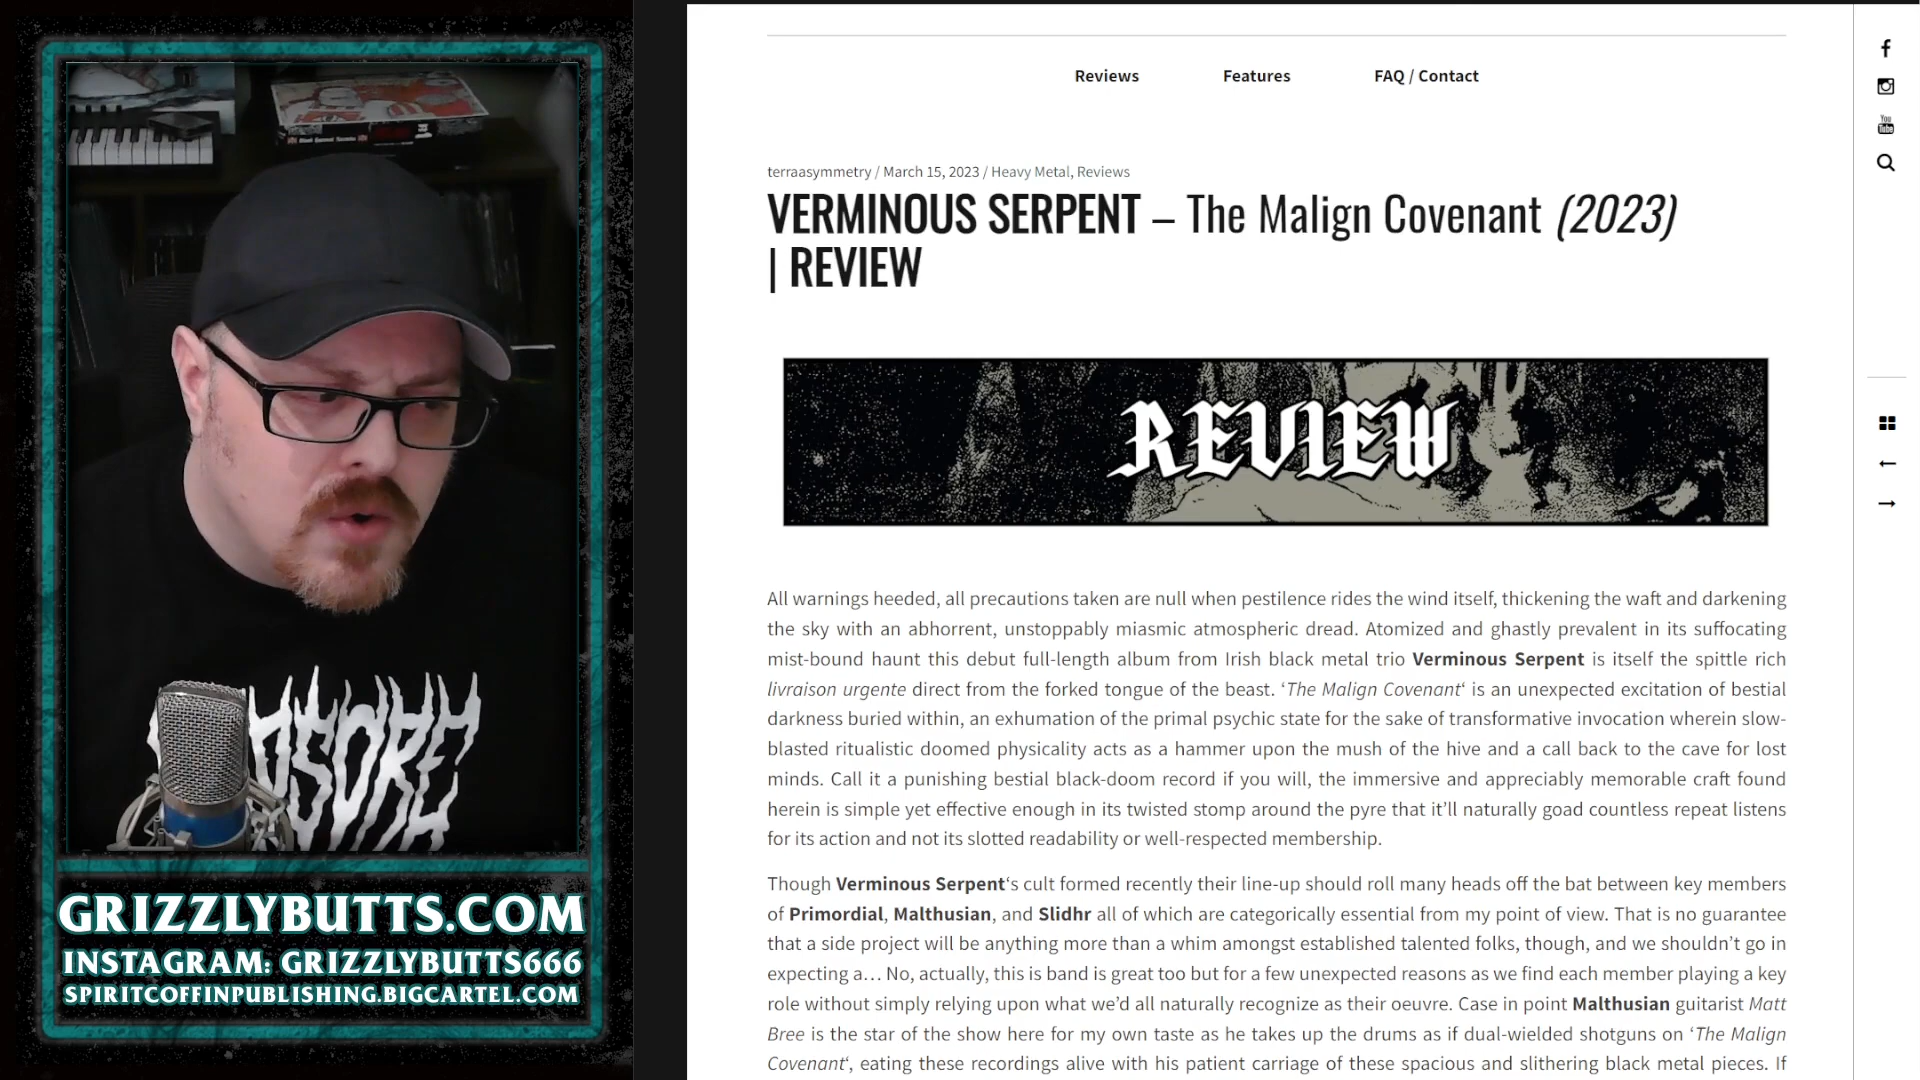 Reviews
Features
FAQ / Contact
terraasymmetry / March 15, 2023 / Heavy Metal, Reviews
VERMINOUS SERPENT – The Malign Covenant (2023)
| REVIEW
REVIEW
All warnings heeded, all precautions taken are null when pestilence rides the wind itself, thickening the waft and darkening
the sky with an abhorrent, unstoppably miasmic atmospheric dread. Atomized and ghastly prevalent in its suffocating
mist-bound haunt this debut full-length album from Irish black metal trio Verminous Serpent is itself the spittle rich
livraison urgente direct from the forked tongue of the beast. ‘The Malign Covenant‘ is an unexpected excitation of bestial
darkness buried within, an exhumation of the primal psychic state for the sake of transformative invocation wherein slow-
blasted ritualistic doomed physicality acts as a hammer upon the mush of the hive and a call back to the cave for lost
minds. Call it a punishing bestial black-doom record if you will, the immersive and appreciably memorable craft found
herein is simple yet effective enough in its twisted stomp around the pyre that it’ll naturally goad countless repeat listens
for its action and not its slotted readability or well-respected membership.
Though Verminous Serpent‘s cult formed recently their line-up should roll many heads off the bat between key members
of Primordial, Malthusian, and Slidhr all of which are categorically essential from my point of view. That is no guarantee
that a side project will be anything more than a whim amongst established talented folks, though, and we shouldn’t go in
expecting a… No, actually, this is band is great too but for a few unexpected reasons as we find each member playing a key
role without simply relying upon what we’d all naturally recognize as their oeuvre. Case in point Malthusian guitarist Matt
Bree is the star of the show here for my own taste as he takes up the drums as if dual-wielded shotguns on ‘The Malign
Covenant‘, eating these recordings alive with his patient carriage of these spacious and slithering black metal pieces. If
You
Tube
GRIZZLYBUTTS.COM
INSTAGRAM: GRIZZLYBUTTS666
SPIRITCOFFINPUBLISHING.BIGCARTEL.COM